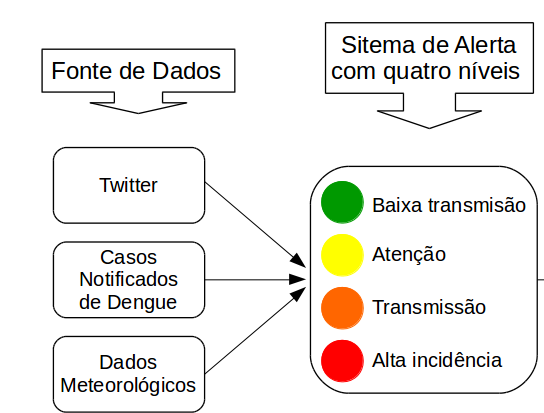 Fonte de Dados
Sitema de Alerta
com quatro níveis
Twitter
Casos
Notificados
de Dengue
Dados
Meteorológicos
Baixa transmisão
Atenção
Transmissão
Alta incidência